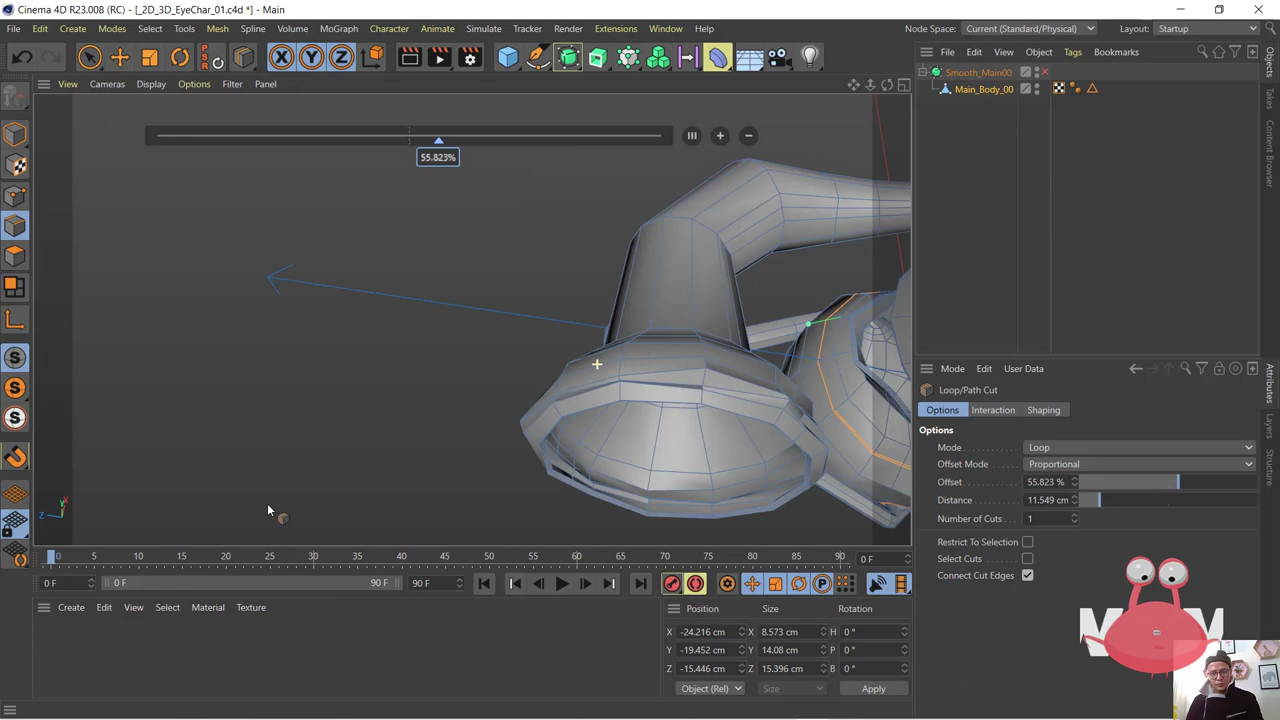 Cinema 4D R23.008 (RC) - [_2D_3D_EyeChar_01.c4d *] - Main
File Edit Create Modes Select Tools Mesh Spline Volume MoGraph Character Animate Simulate Tracker Render Extensions Window Help
Node Space: Current (Standard/Physical) Layout: Startup
X Y Z
File Edit View Object Tags Bookmarks
View Cameras Display Options Filter Panel
Smooth_Main00
Main_Body_00
Objects
Takes
Content Browser
55.823%
Mode Edit User Data
Loop/Path Cut
Options Interaction Shaping
Options
Mode Loop
Offset Mode Proportional
Offset 55.823 %
Distance 11.549 cm
Number of Cuts 1
Restrict To Selection
Select Cuts
Connect Cut Edges
Attributes
Layers
Structure
0 5 10 15 20 25 30 35 40 45 50 55 60 65 70 75 80 85 90 0 F
0 F 0 F 90 F 90 F
Create Edit View Select Material Texture
Position Size Rotation
X -24.216 cm X 8.573 cm H 0 °
Y -19.452 cm Y 14.08 cm P 0 °
Z -15.446 cm Z 15.396 cm B 0 °
Object (Rel) Size Apply